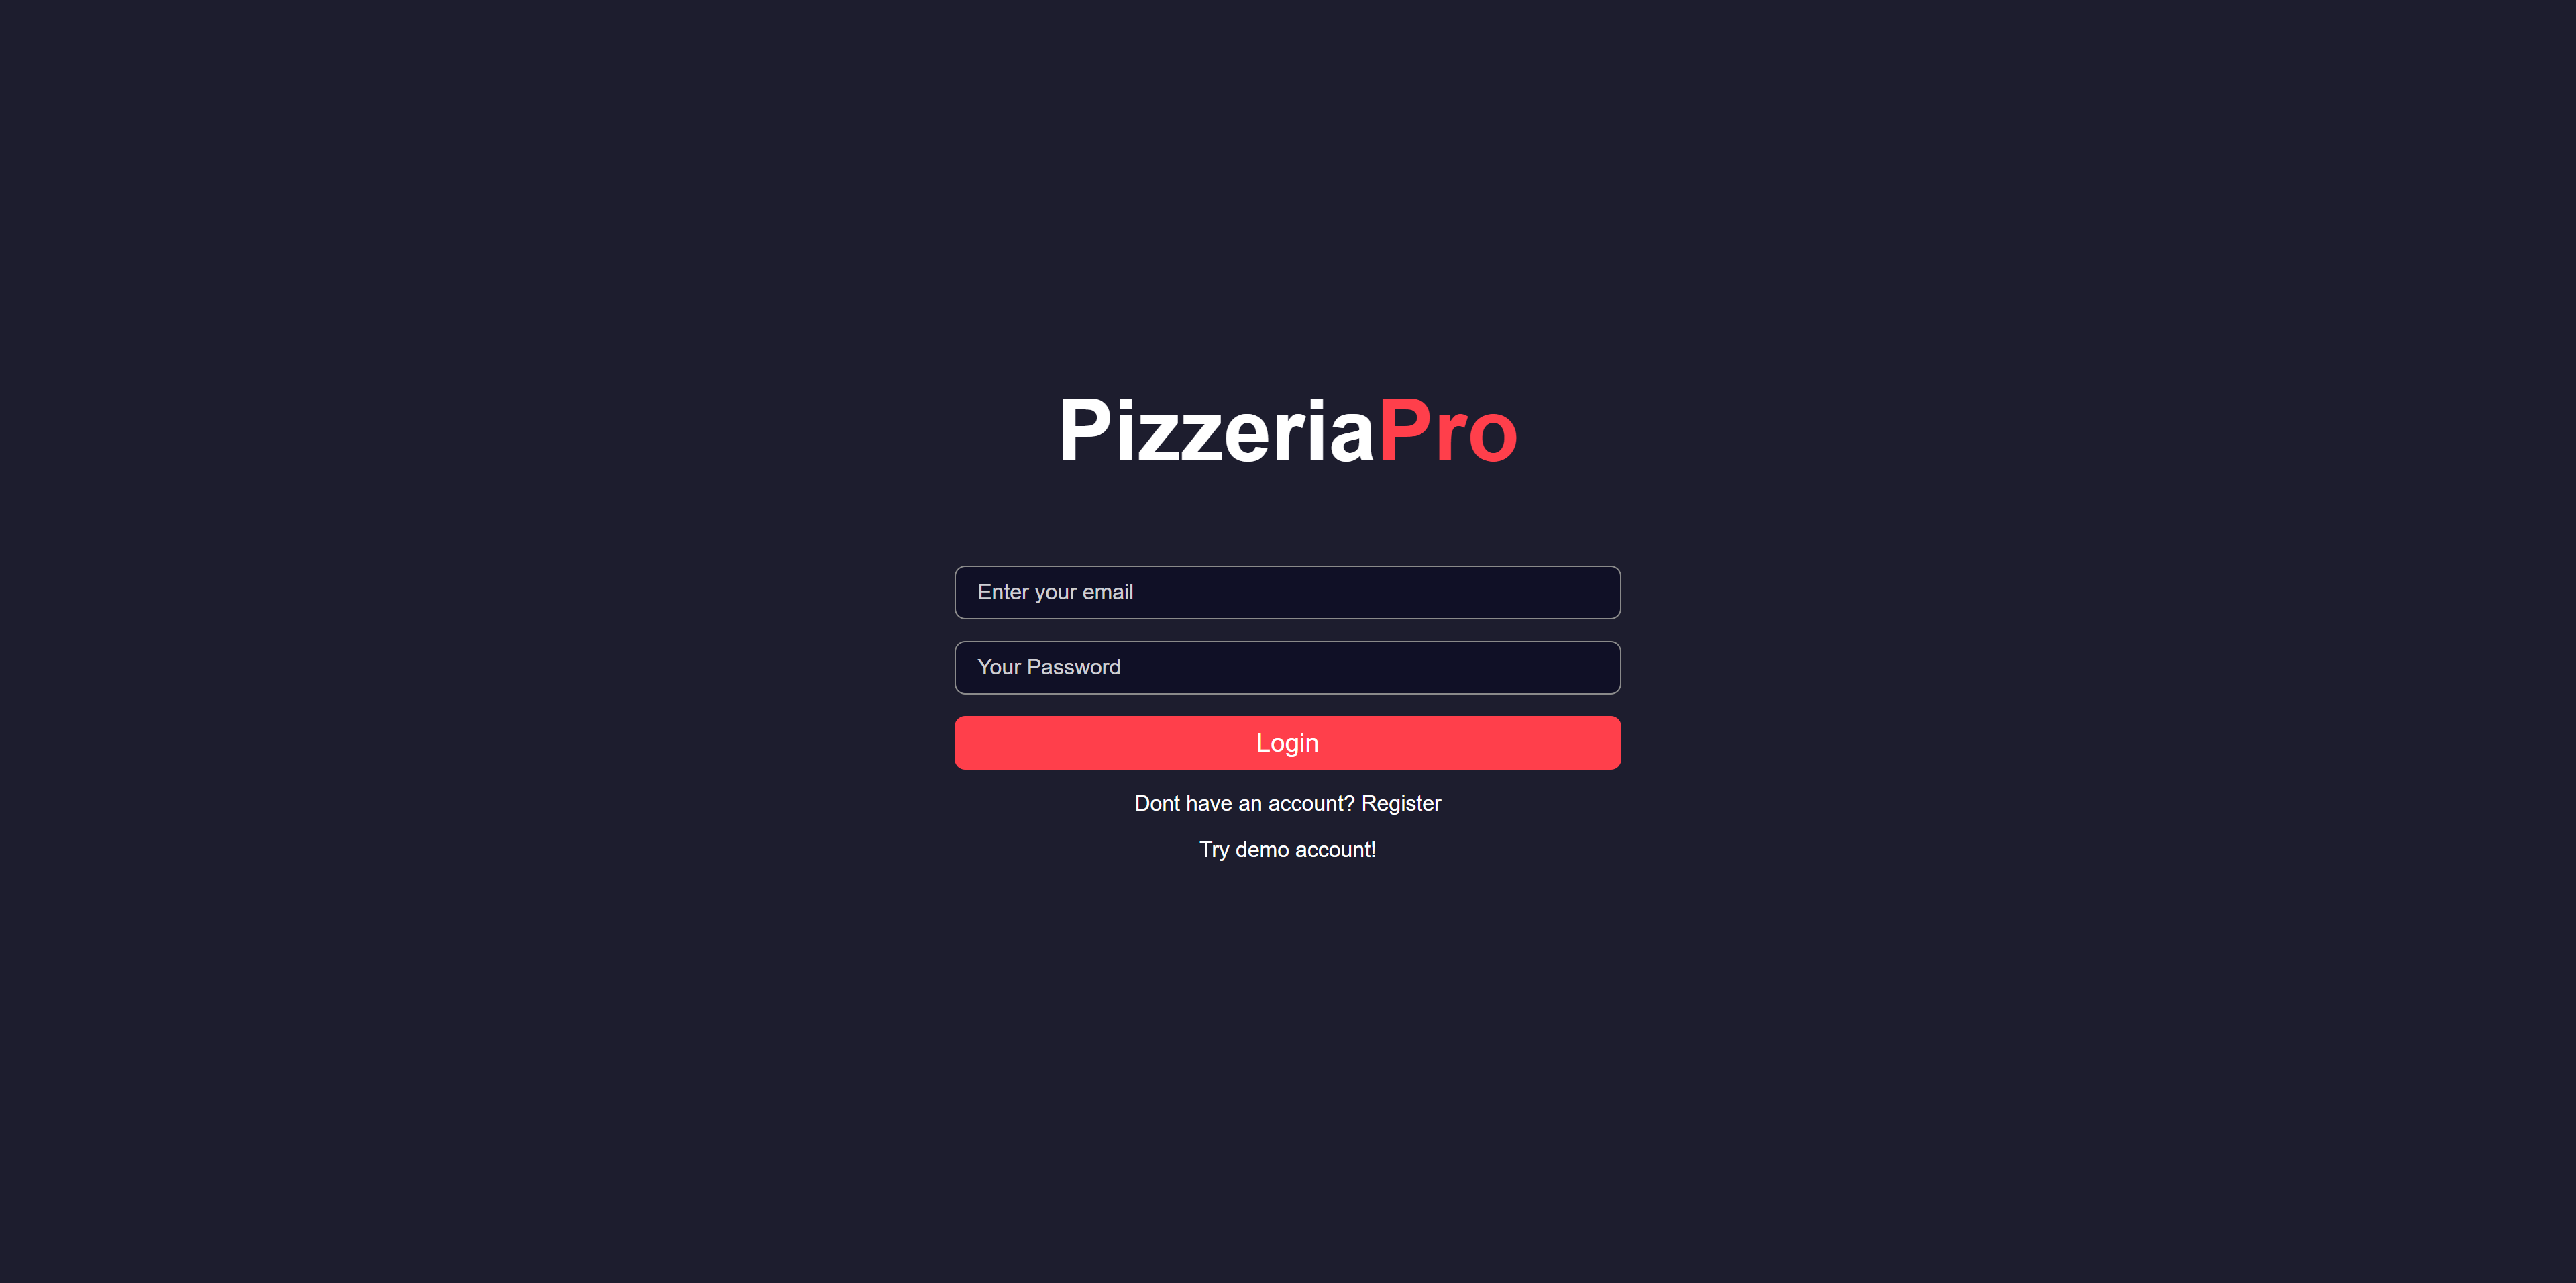 PizzeriaPro
Enter your email
Your Password
Login
Dont have an account? Register
Try demo account!